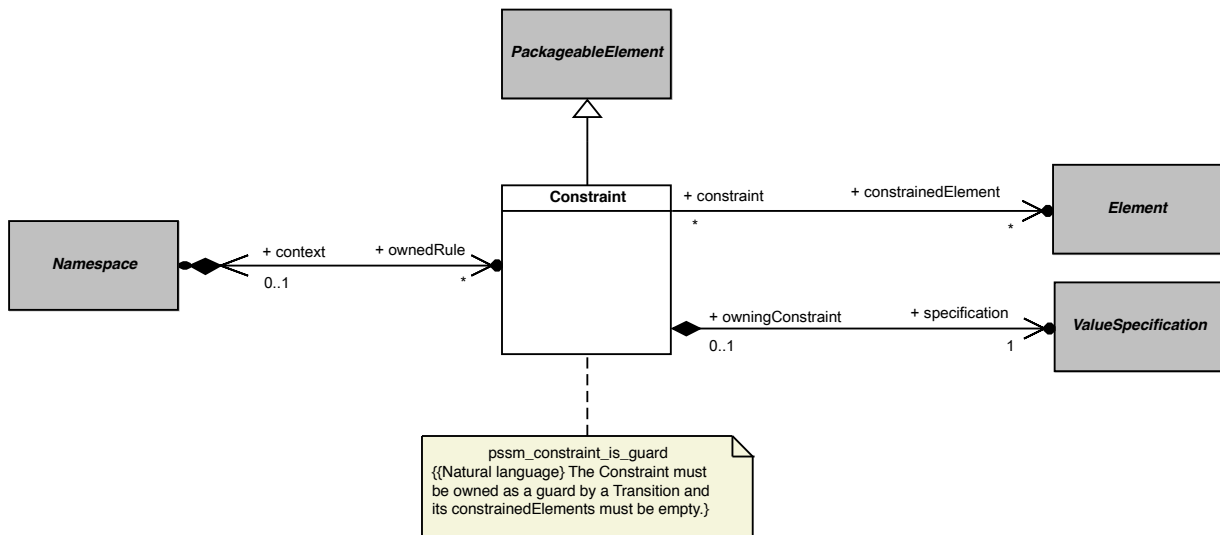 PackageableElement
Constraint
+ constraint
+ constrainedElement
*
*
Element
Namespace
+ context
+ ownedRule
0..1
*
+ owningConstraint
+ specification
0..1
1
ValueSpecification
pssm_constraint_is_guard
{{Natural language} The Constraint must
be owned as a guard by a Transition and
its constrainedElements must be empty.}